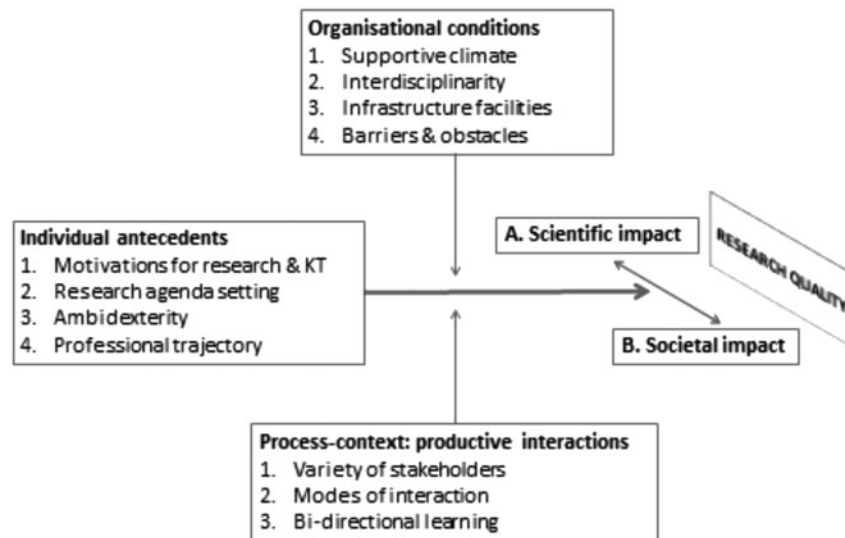 Organisational conditions
1. Supportive climate
2. Interdisciplinarity
3. Infrastructure facilities
4. Barriers & obstacles
Individual antecedents
1. Motivations for research & KT
2. Research agenda setting
3. Ambidexterity
4. Professional trajectory
A. Scientific impact
RESEARCH QUALITY
B. Societal impact
Process-context: productive interactions
1. Variety of stakeholders
2. Modes of interaction
3. Bi-directional learning